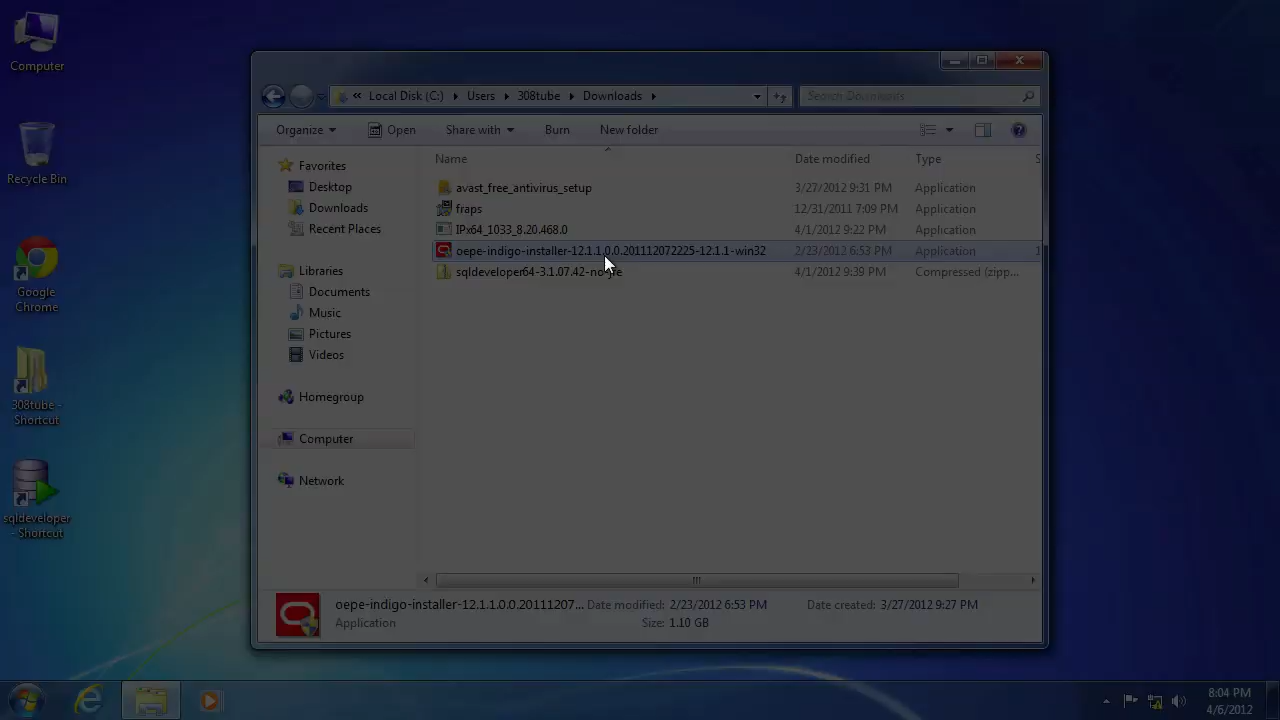 Computer
Recycle Bin
Google
Chrome
308tube -
Shortcut
sqldeveloper
- Shortcut
« Local Disk (C:) Users 308tube Downloads
Search Downloads
Organize Open Share with Burn New folder
Favorites
Desktop
Downloads
Recent Places
Libraries
Documents
Music
Pictures
Videos
Homegroup
Computer
Network
Name Date modified Type S
avast_free_antivirus_setup 3/27/2012 9:31 PM Application
fraps 12/31/2011 7:09 PM Application
IPx64_1033_8.20.468.0 4/1/2012 9:22 PM Application
oepe-indigo-installer-12.1.1.0.0.201112072225-12.1.1-win32 2/23/2012 6:53 PM Application 1
sqldeveloper64-3.1.07.42-no-jre 4/1/2012 9:39 PM Compressed (zipp...
oepe-indigo-installer-12.1.1.0.0.20111207... Date modified: 2/23/2012 6:53 PM Date created: 3/27/2012 9:27 PM
Application Size: 1.10 GB
8:04 PM
4/6/2012